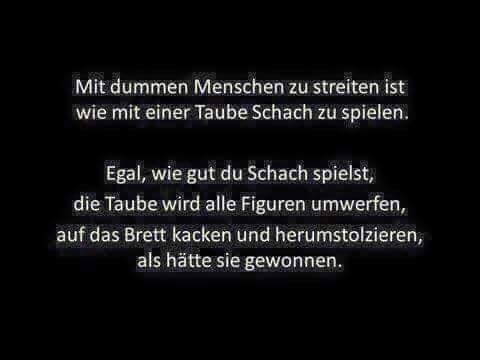 Mit dummen Menschen zu streiten ist
wie mit einer Taube Schach zu spielen.
Egal, wie gut du Schach spielst,
die Taube wird alle Figuren umwerfen,
auf das Brett kacken und herumstolzieren,
als hätte sie gewonnen.